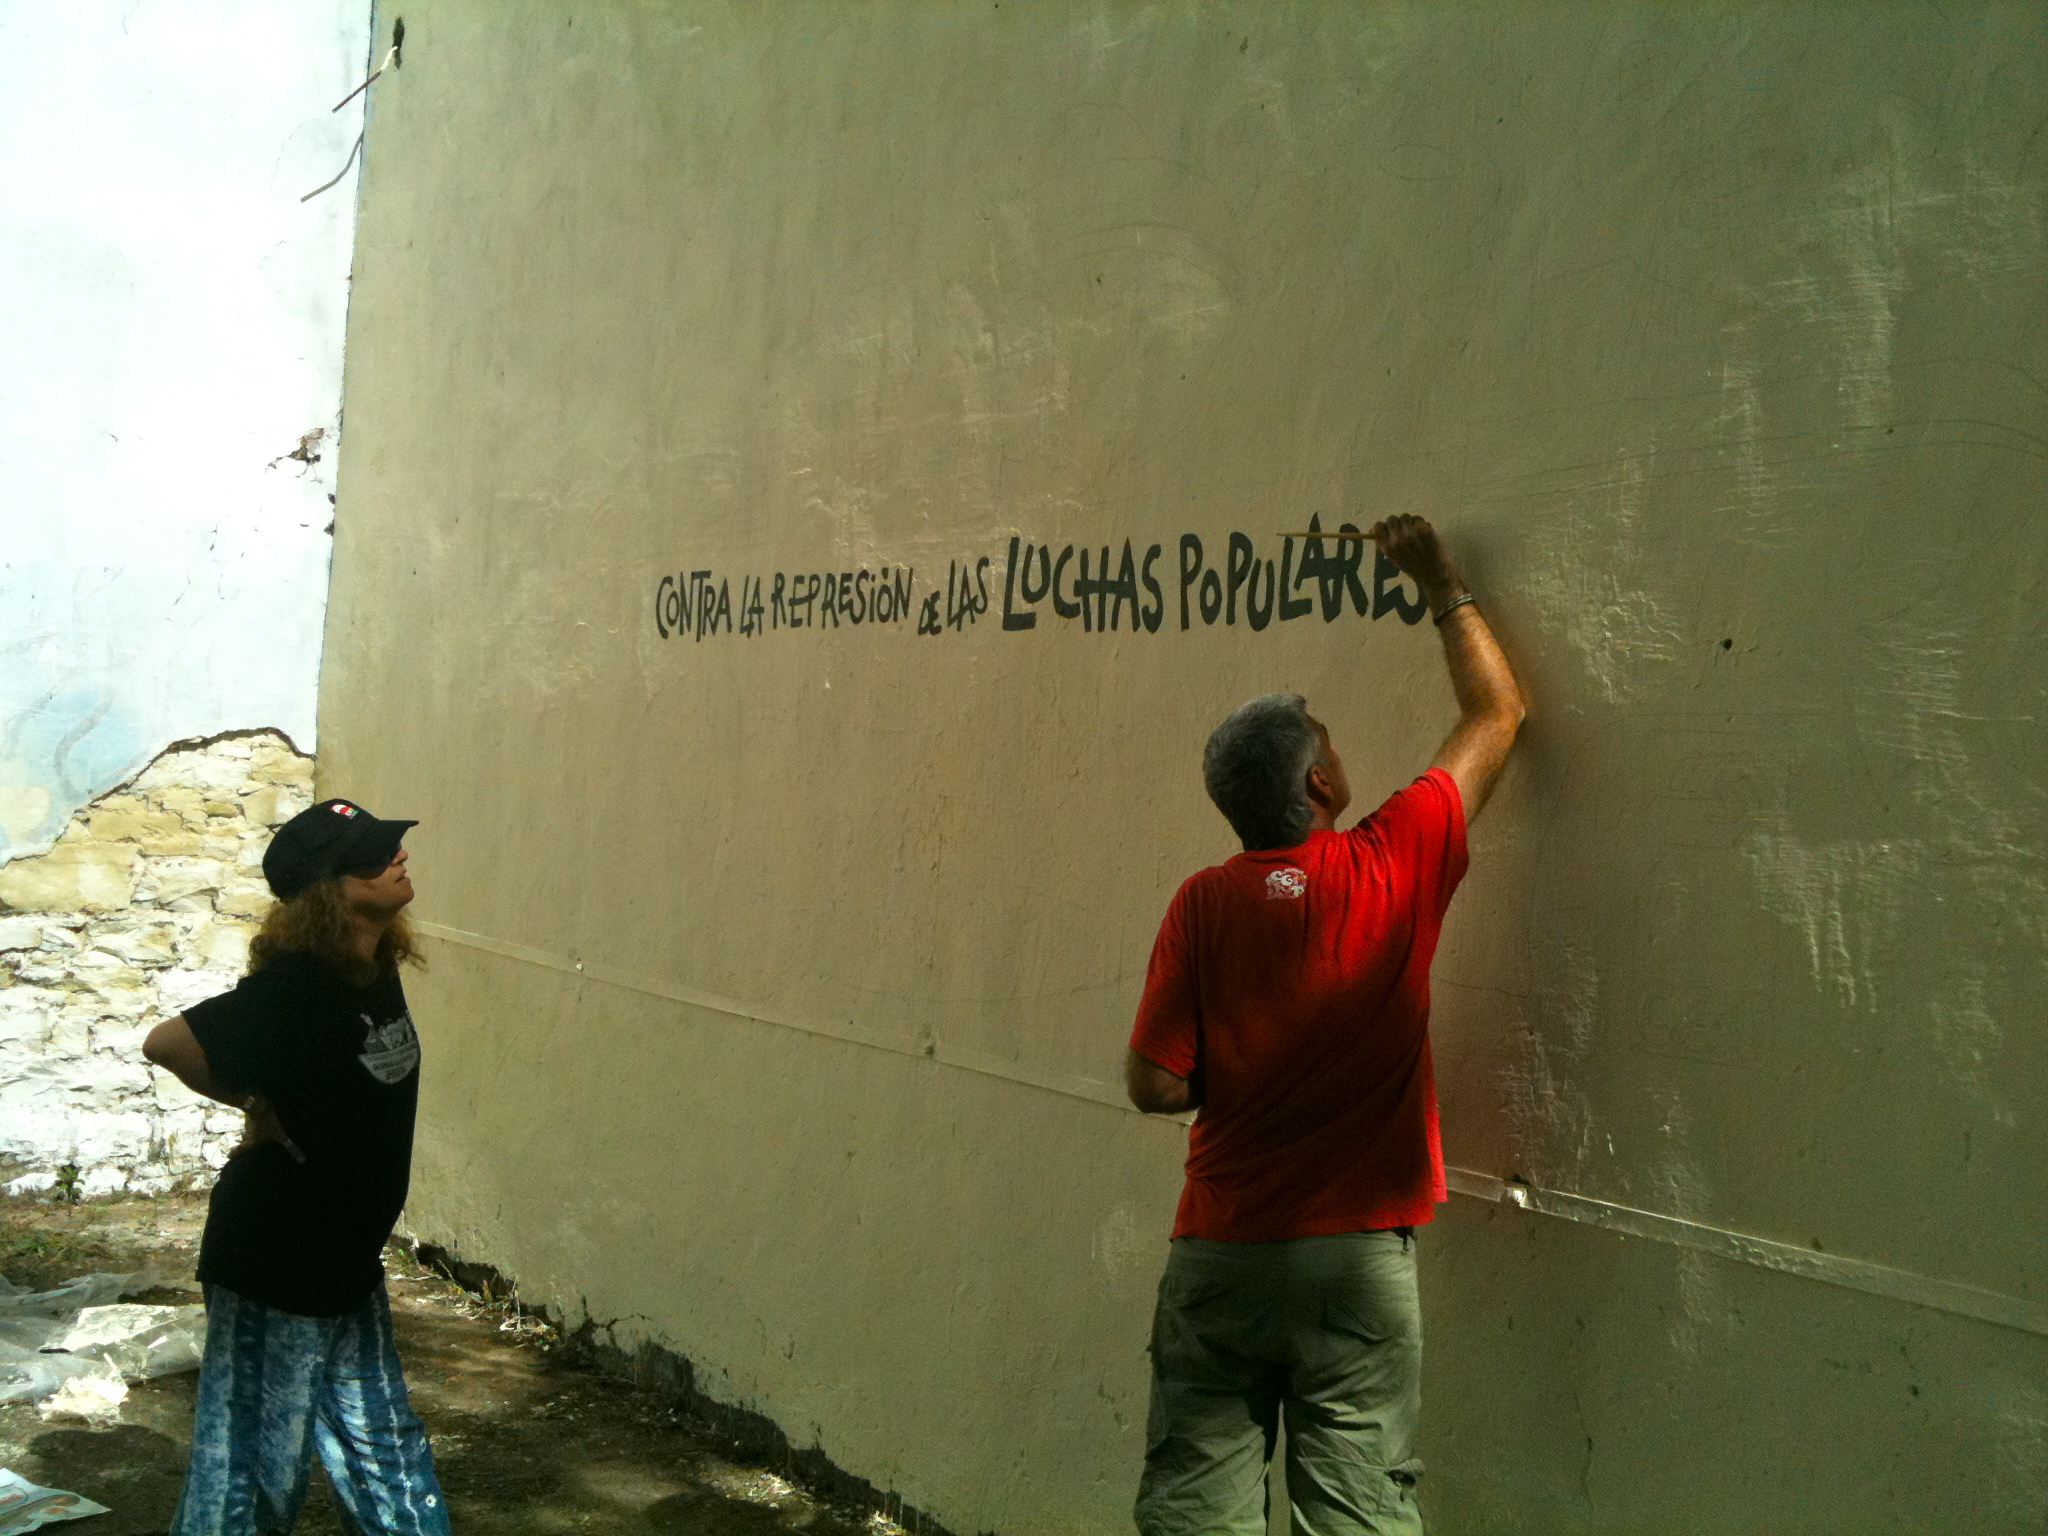 CONTRA LA REPRESIÓN DE LAS LUCHAS POPULARES